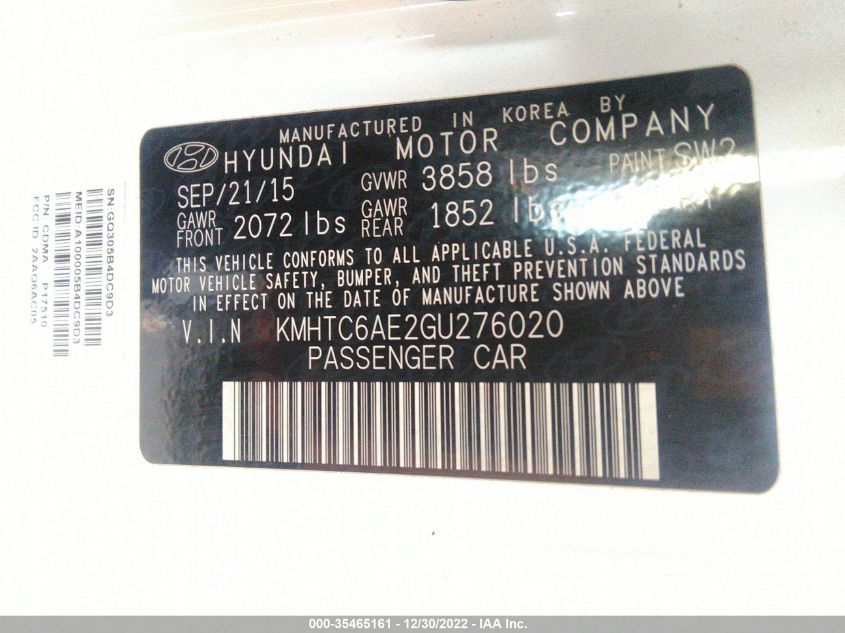 MANUFACTURED IN KOREA BY
HYUNDAI MOTOR COMPANY
SEP/21/15 GVWR 3858 lbs PAINT SW2
GAWR FRONT 2072 lbs GAWR REAR 1852 lbs
THIS VEHICLE CONFORMS TO ALL APPLICABLE U.S.A. FEDERAL
MOTOR VEHICLE SAFETY, BUMPER, AND THEFT PREVENTION STANDARDS
IN EFFECT ON THE DATE OF MANUFACTURE SHOWN ABOVE
V.I.N KMHTC6AE2GU276020
PASSENGER CAR
SN:GQ305B4DC9D3
MEID A100005B4DC9D3
P/N CDMA P17510
FCC ID 2AAO6AC05
000-35465161 - 12/30/2022 - IAA Inc.